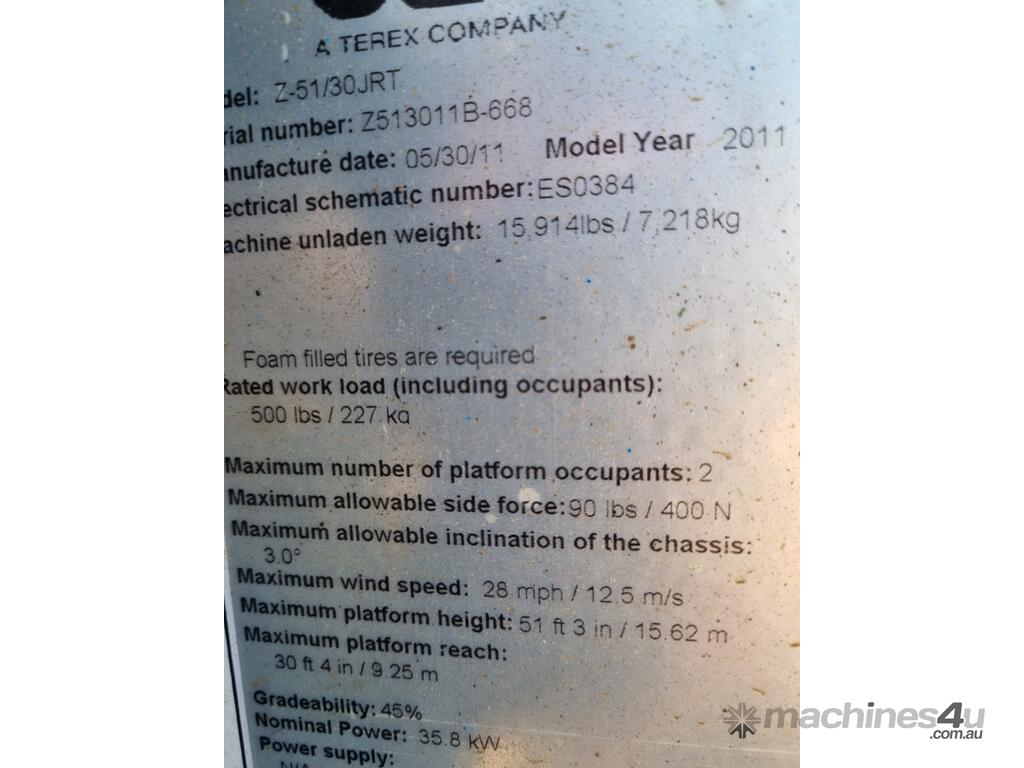 A TEREX COMPANY
del: Z-51/30JRT
rial number: Z513011B-668
anufacture date: 05/30/11 Model Year 2011
ectrical schematic number: ES0384
achine unladen weight: 15,914lbs / 7,218kg
Foam filled tires are required
Rated work load (including occupants):
500 lbs / 227 kg
Maximum number of platform occupants: 2
Maximum allowable side force: 90 lbs / 400 N
Maximum allowable inclination of the chassis:
3.0°
Maximum wind speed: 28 mph / 12.5 m/s
Maximum platform height: 51 ft 3 in / 15.62 m
Maximum platform reach:
30 ft 4 in / 9.25 m
Gradeability: 45%
Nominal Power: 35.8 kW
Power supply:
N/A
machines4u
.com.au